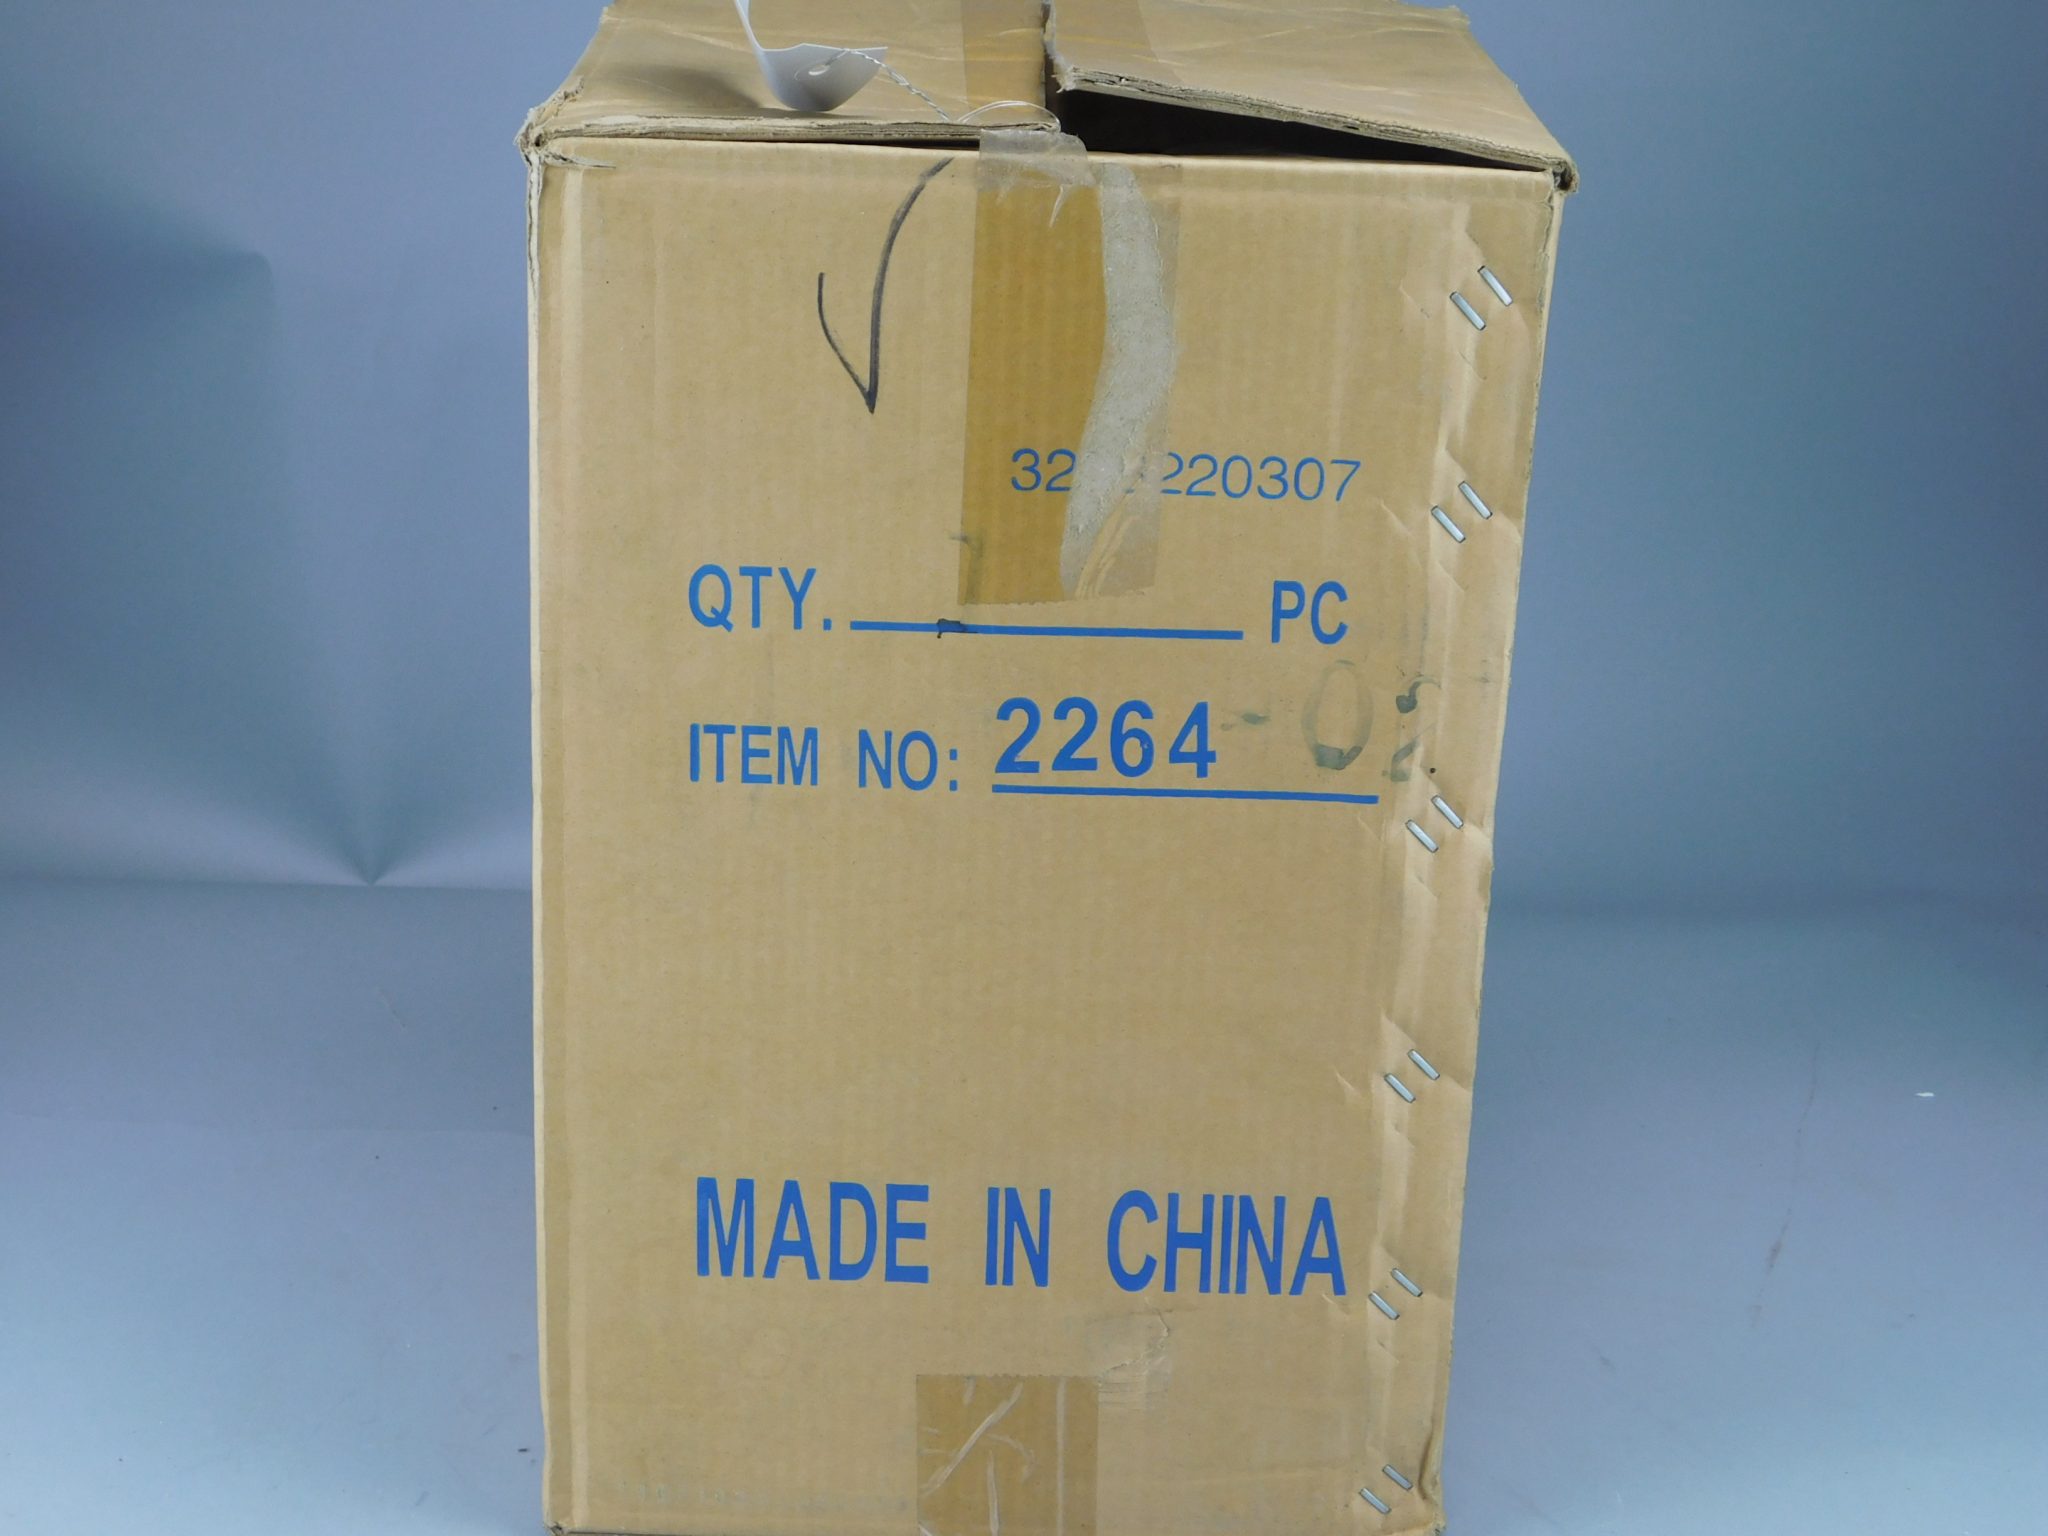 QTY. PC
ITEM NO: 2264
MADE IN CHINA